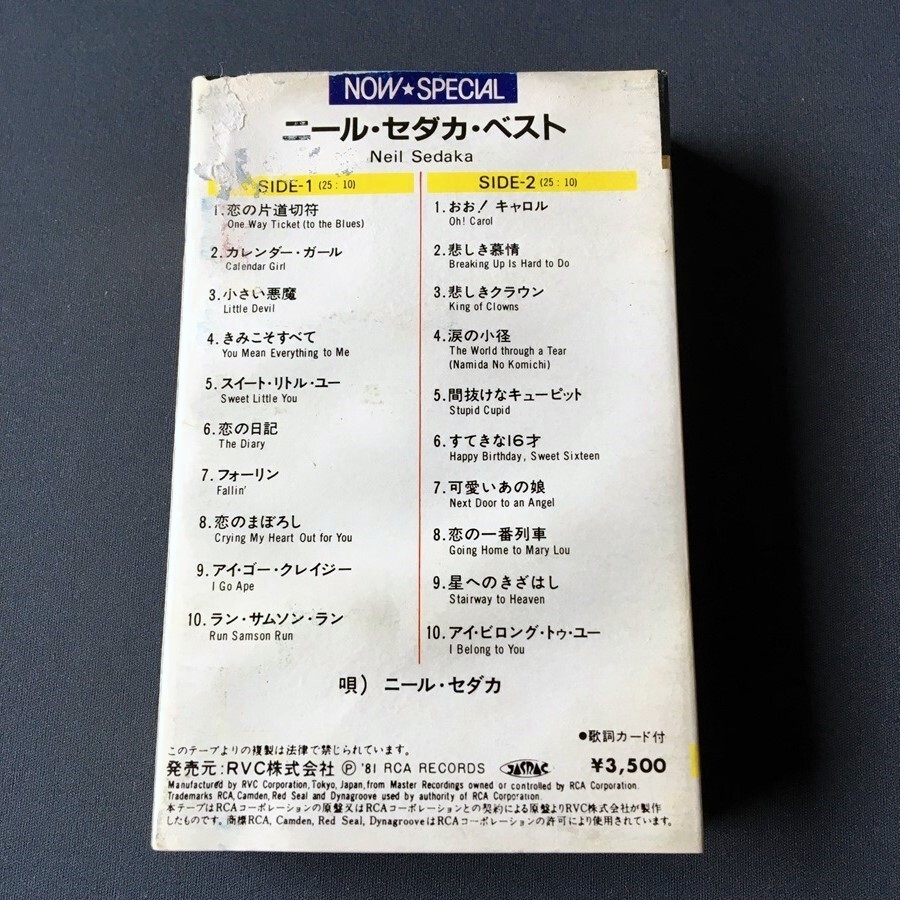 NOW★SPECIAL
ニール・セダカ・ベスト
Neil Sedaka
SIDE-1 (25:10)
1.恋の片道切符
One Way Ticket (to the Blues)
2.カレンダー・ガール
Calendar Girl
3.小さい悪魔
Little Devil
4.きみこそすべて
You Mean Everything to Me
5.スイート・リトル・ユー
Sweet Little You
6.恋の日記
The Diary
7.フォーリン
Fallin'
8.恋のまぼろし
Crying My Heart Out for You
9.アイ・ゴー・クレイジー
I Go Ape
10.ラン・サムソン・ラン
Run Samson Run
SIDE-2 (25:10)
1.おお! キャロル
Oh! Carol
2.悲しき慕情
Breaking Up Is Hard to Do
3.悲しきクラウン
King of Clowns
4.涙の小径
The World through a Tear
(Namida No Komichi)
5.間抜けなキューピット
Stupid Cupid
6.すてきな16才
Happy Birthday, Sweet Sixteen
7.可愛いあの娘
Next Door to an Angel
8.恋の一番列車
Going Home to Mary Lou
9.星へのきざはし
Stairway to Heaven
10.アイ・ビロング・トゥ・ユー
I Belong to You
唄) ニール・セダカ
●歌詞カード付
このテープよりの複製は法律で禁じられています。
発売元:RVC株式会社 Ⓟ '81 RCA RECORDS JASRAC ¥3,500
Manufactured by RVC Corporation, Tokyo, Japan, from Master Recordings owned or controlled by RCA Corporation.
Trademarks RCA, Camden, Red Seal and Dynagroove used by authority of RCA Corporation.
本テープはRCAコーポレーションの原盤又はRCAコーポレーションとの契約による原盤よりRVC株式会社が製作
したものです。商標RCA, Camden, Red Seal, DynagrooveはRCAコーポレーションの許可により使用されています。